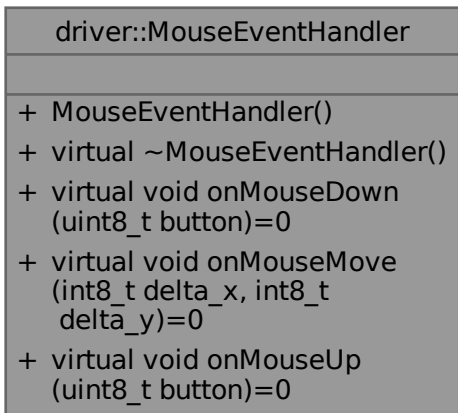 driver::MouseEventHandler
+ MouseEventHandler()
+ virtual ~MouseEventHandler()
+ virtual void onMouseDown
(uint8_t button)=0
+ virtual void onMouseMove
(int8_t delta_x, int8_t
delta_y)=0
+ virtual void onMouseUp
(uint8_t button)=0